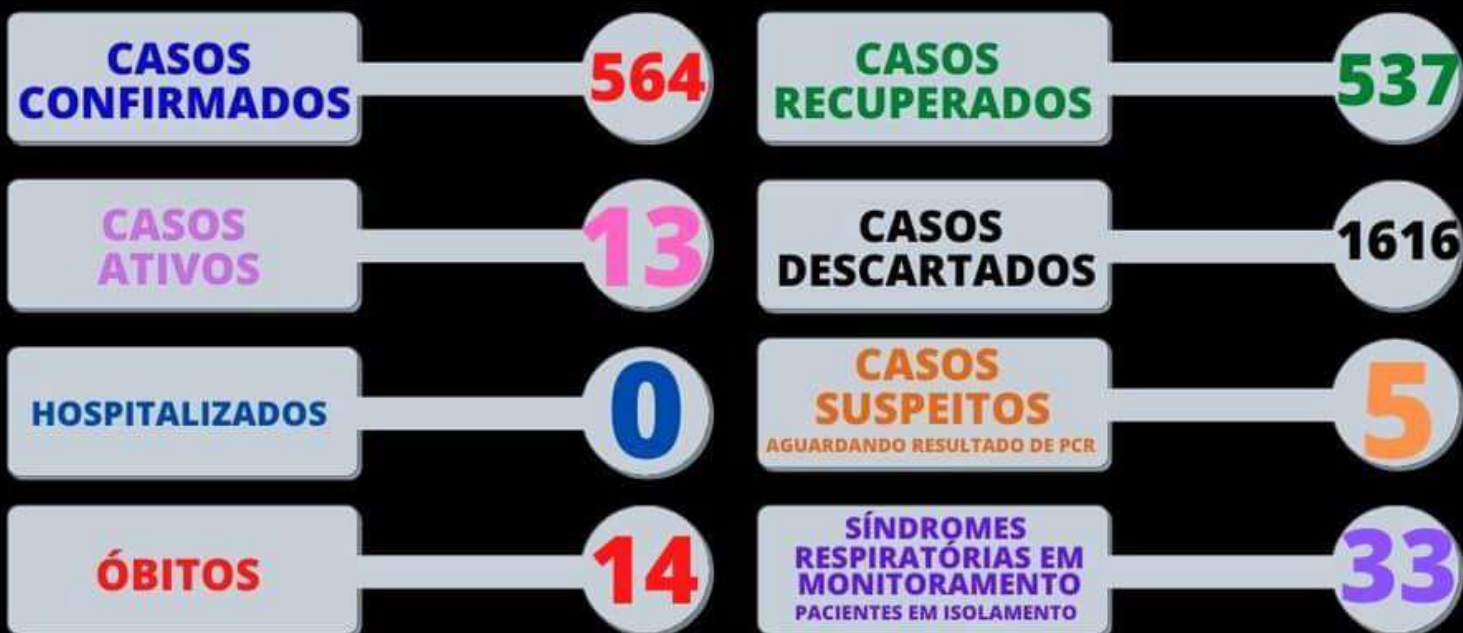 CASOS
CONFIRMADOS
564
CASOS
RECUPERADOS
537
CASOS
ATIVOS
13
CASOS
DESCARTADOS
1616
HOSPITALIZADOS
0
CASOS
SUSPEITOS
AGUARDANDO RESULTADO DE PCR
5
ÓBITOS
14
SÍNDROMES
RESPIRATÓRIAS EM
MONITORAMENTO
PACIENTES EM ISOLAMENTO
33